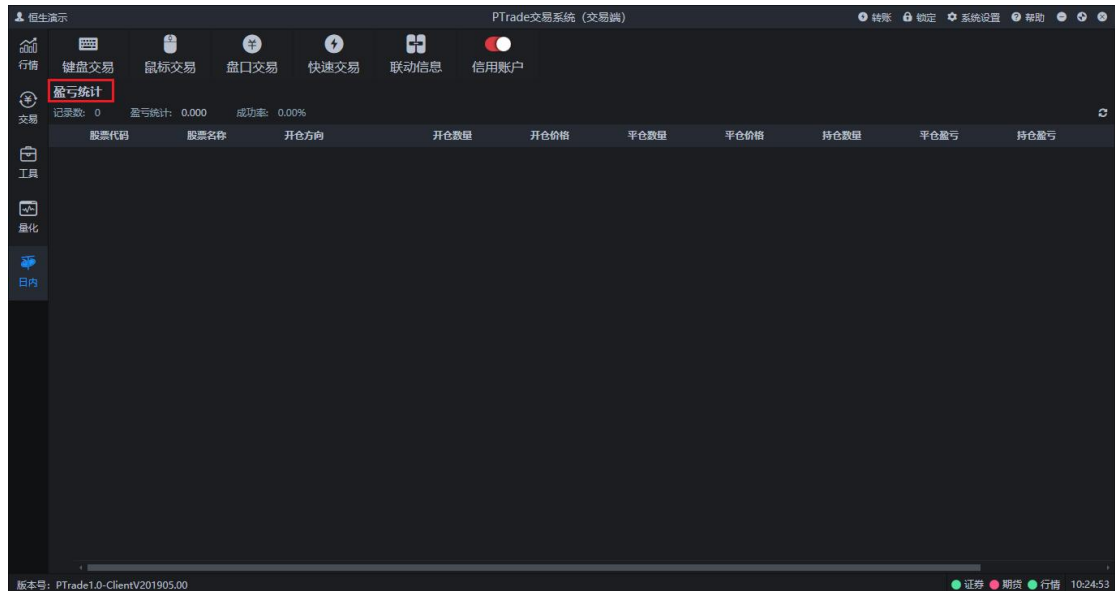 恒生演示 PTrade交易系统（交易端） 转账 锁定 系统设置 帮助
行情
交易
工具
量化
日内
键盘交易 鼠标交易 盘口交易 快速交易 联动信息 信用账户
盈亏统计
记录数: 0 盈亏统计: 0.000 成功率: 0.00%
股票代码 股票名称 开仓方向 开仓数量 开仓价格 平仓数量 平仓价格 持仓数量 平仓盈亏 持仓盈亏
版本号: PTrade1.0-ClientV201905.00 证券 期货 行情 10:24:53